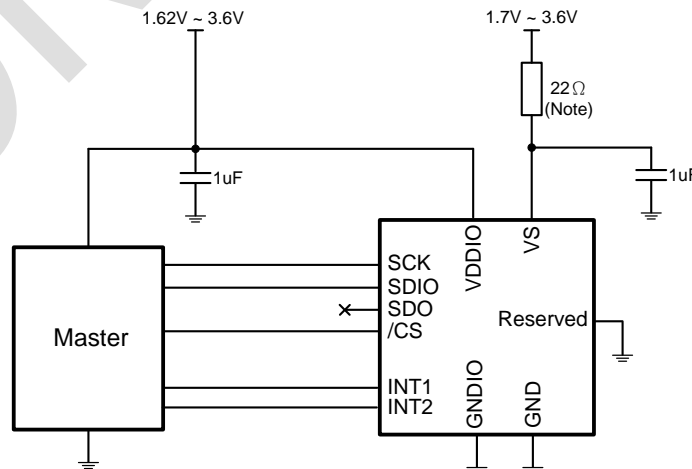 1.62V ~ 3.6V
1.7V ~ 3.6V
22Ω
(Note)
1uF
1uF
VDDIO
VS
SCK
SDIO
SDO
/CS
Reserved
Master
INT1
INT2
GNDIO
GND